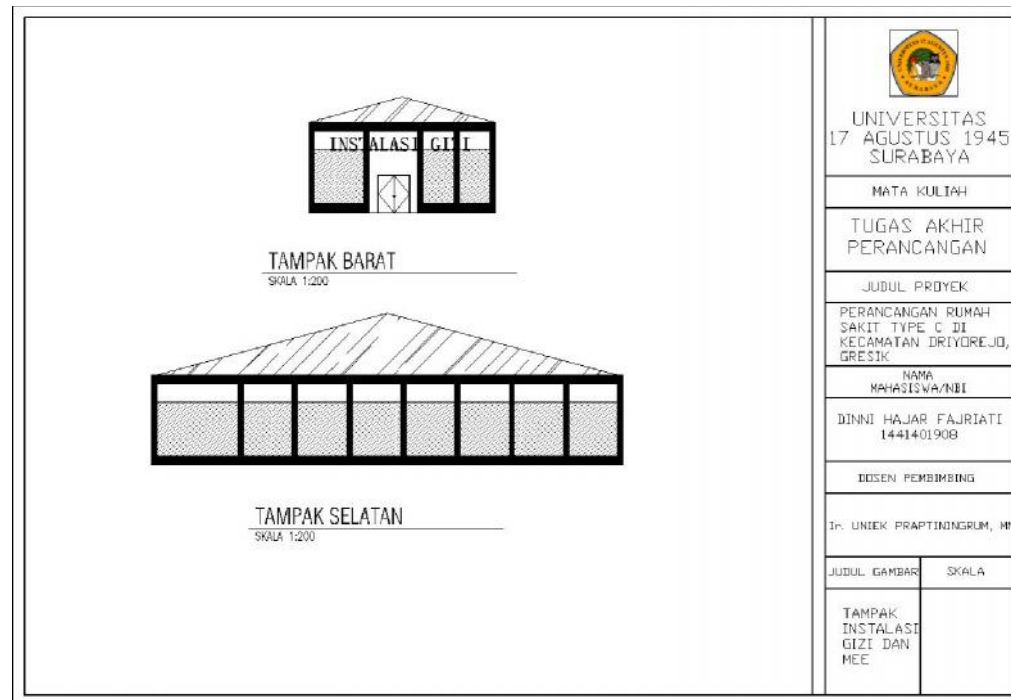 INSTALASI GIZI
TAMPAK BARAT
SKALA 1:200
TAMPAK SELATAN
SKALA 1:200
UNIVERSITAS
17 AGUSTUS 1945
SURABAYA
MATA KULIAH
TUGAS AKHIR
PERANCANGAN
JUDUL PROYEK
PERANCANGAN RUMAH
SAKIT TYPE C DI
KECAMATAN DRIYOREJO,
GRESIK
NAMA
MAHASISWA/NBI
DINNI HAJAR FAJRIATI
1441401908
DOSEN PEMBIMBING
Ir. UNIEK PRAPTININGRUM, MM
JUDUL GAMBAR
SKALA
TAMPAK
INSTALASI
GIZI DAN
MEE